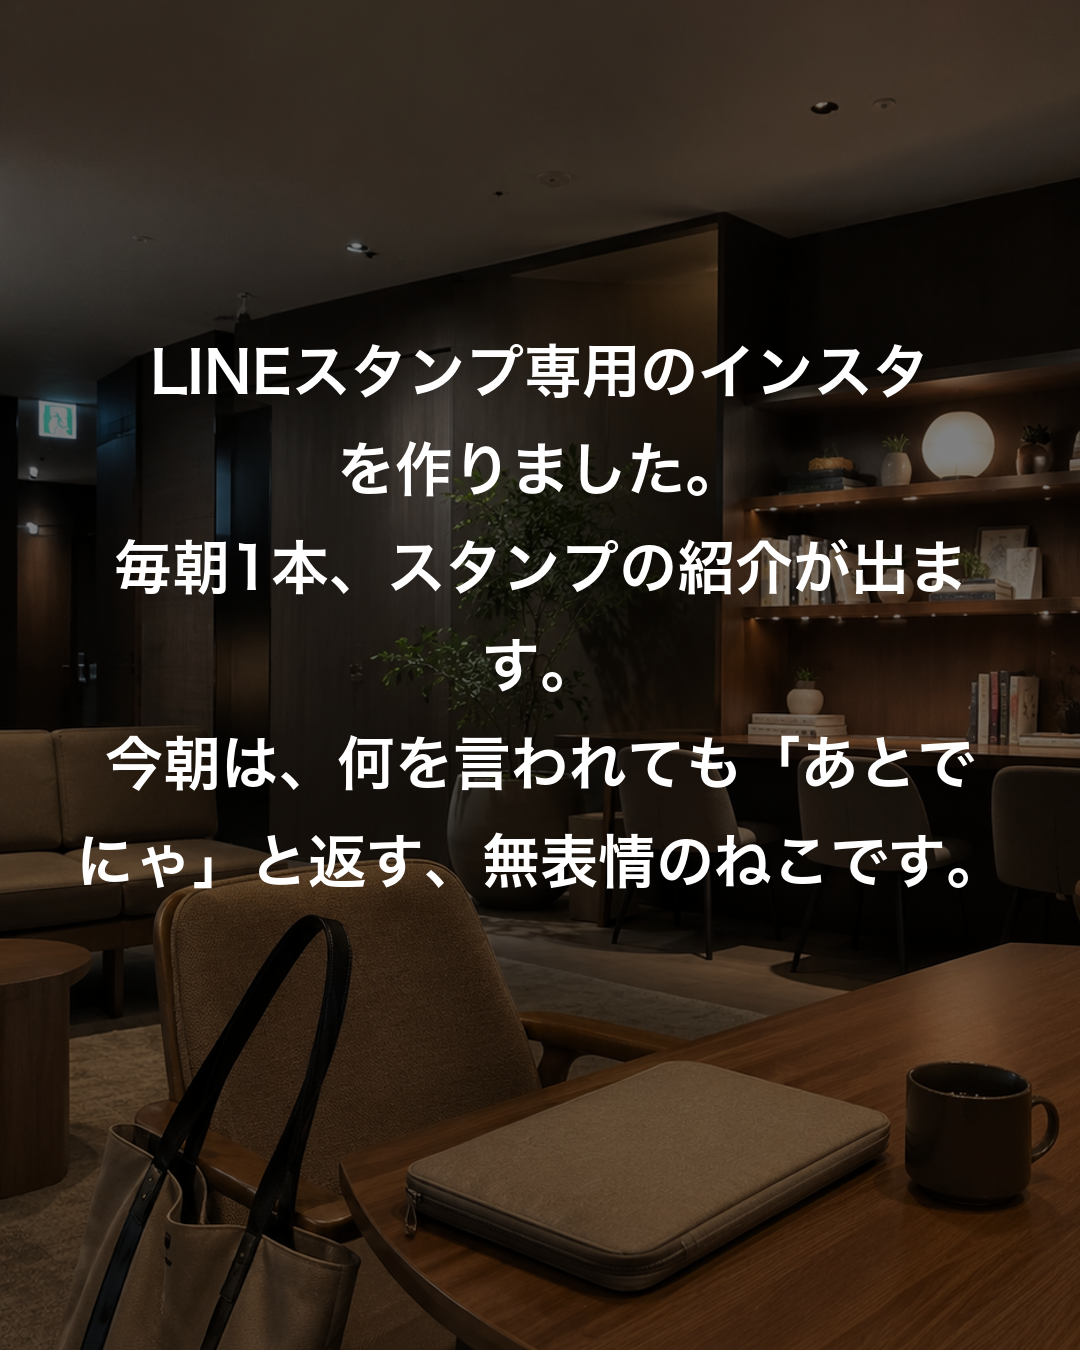 LINEスタンプ専用のインスタ
を作りました。
毎朝1本、スタンプの紹介が出ま
す。
今朝は、何を言われても「あとで
にゃ」と返す、無表情のねこです。